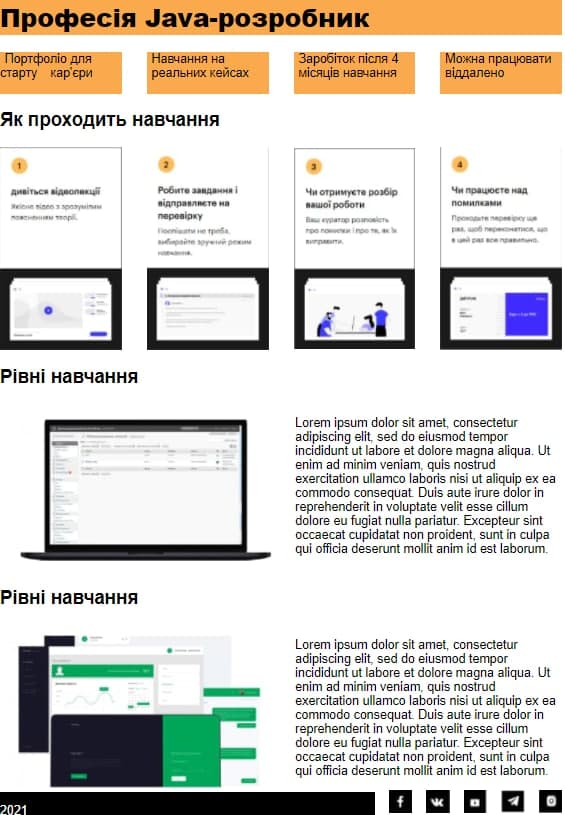 Професія Java-розробник
Портфоліо для
старту кар'єри
Навчання на
реальних кейсах
Заробіток після 4
місяців навчання
Можна працювати
віддалено
Як проходить навчання
1
дивіться відеолекції
Якісне відео з зрозумілим
поясненням теорії.
2
Робите завдання і
відправляєте на
перевірку
Поспішати не треба,
вибирайте зручний режим
навчання.
3
Чи отримуєте розбір
вашої роботи
Ваш куратор розповість
про помилки і про те, як їх
виправити.
4
Чи працюєте над
помилками
Проходьте перевірку ще
раз, щоб переконатися, що
в цей раз все правильно.
Рівні навчання
Lorem ipsum dolor sit amet, consectetur
adipiscing elit, sed do eiusmod tempor
incididunt ut labore et dolore magna aliqua. Ut
enim ad minim veniam, quis nostrud
exercitation ullamco laboris nisi ut aliquip ex ea
commodo consequat. Duis aute irure dolor in
reprehenderit in voluptate velit esse cillum
dolore eu fugiat nulla pariatur. Excepteur sint
occaecat cupidatat non proident, sunt in culpa
qui officia deserunt mollit anim id est laborum.
Рівні навчання
Lorem ipsum dolor sit amet, consectetur
adipiscing elit, sed do eiusmod tempor
incididunt ut labore et dolore magna aliqua. Ut
enim ad minim veniam, quis nostrud
exercitation ullamco laboris nisi ut aliquip ex ea
commodo consequat. Duis aute irure dolor in
reprehenderit in voluptate velit esse cillum
dolore eu fugiat nulla pariatur. Excepteur sint
occaecat cupidatat non proident, sunt in culpa
qui officia deserunt mollit anim id est laborum.
2021